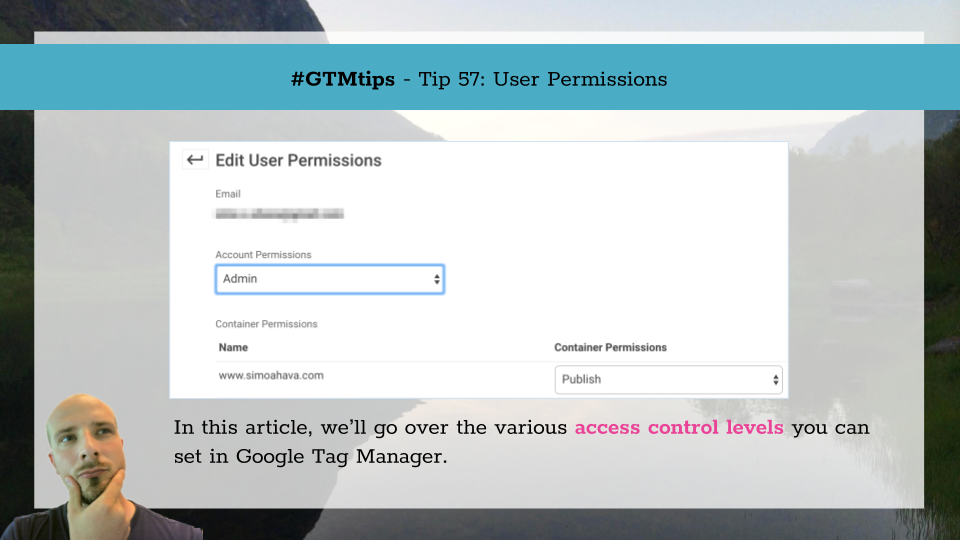 #GTMtips - Tip 57: User Permissions
Edit User Permissions
Email
Account Permissions
Admin
Container Permissions
Name Container Permissions
www.simoahava.com Publish
In this article, we'll go over the various access control levels you can
set in Google Tag Manager.